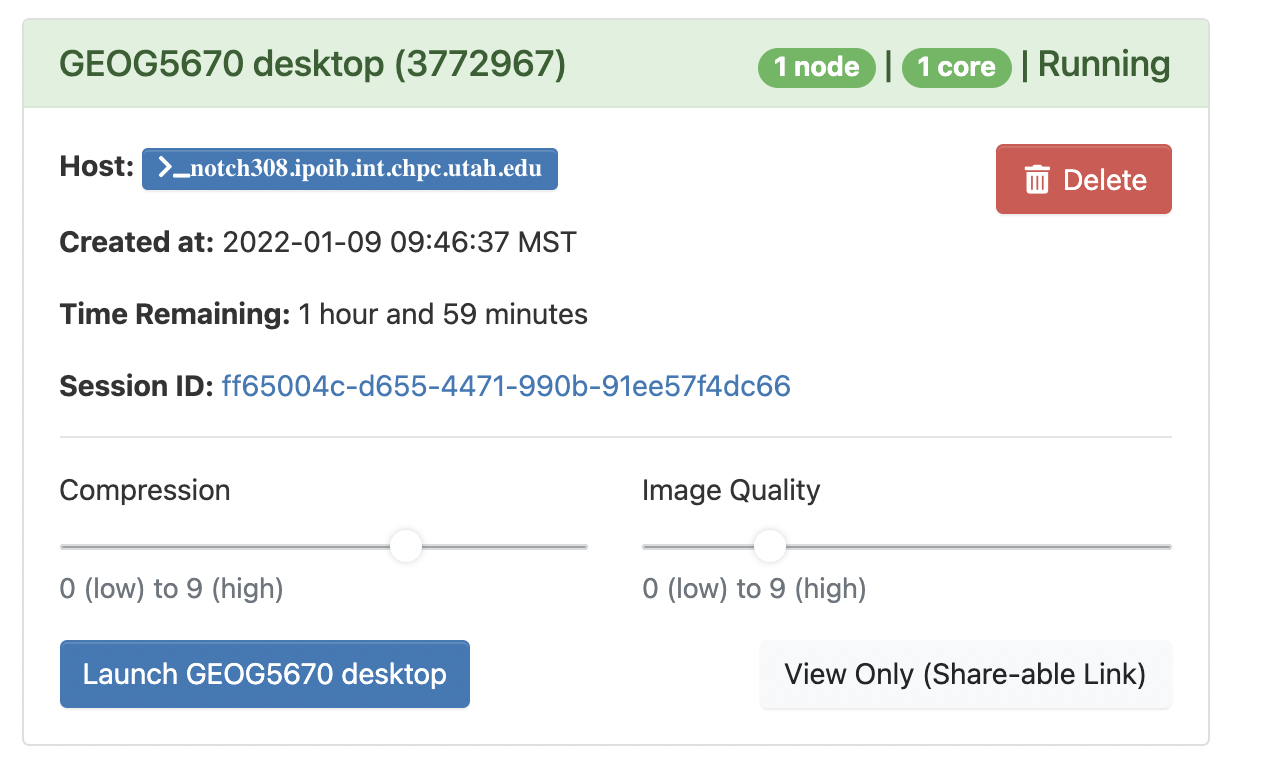 GEOG5670 desktop (3772967) 1 node | 1 core | Running
Host: >_notch308.ipoib.int.chpc.utah.edu Delete
Created at: 2022-01-09 09:46:37 MST
Time Remaining: 1 hour and 59 minutes
Session ID: ff65004c-d655-4471-990b-91ee57f4dc66
Compression Image Quality
0 (low) to 9 (high) 0 (low) to 9 (high)
Launch GEOG5670 desktop View Only (Share-able Link)